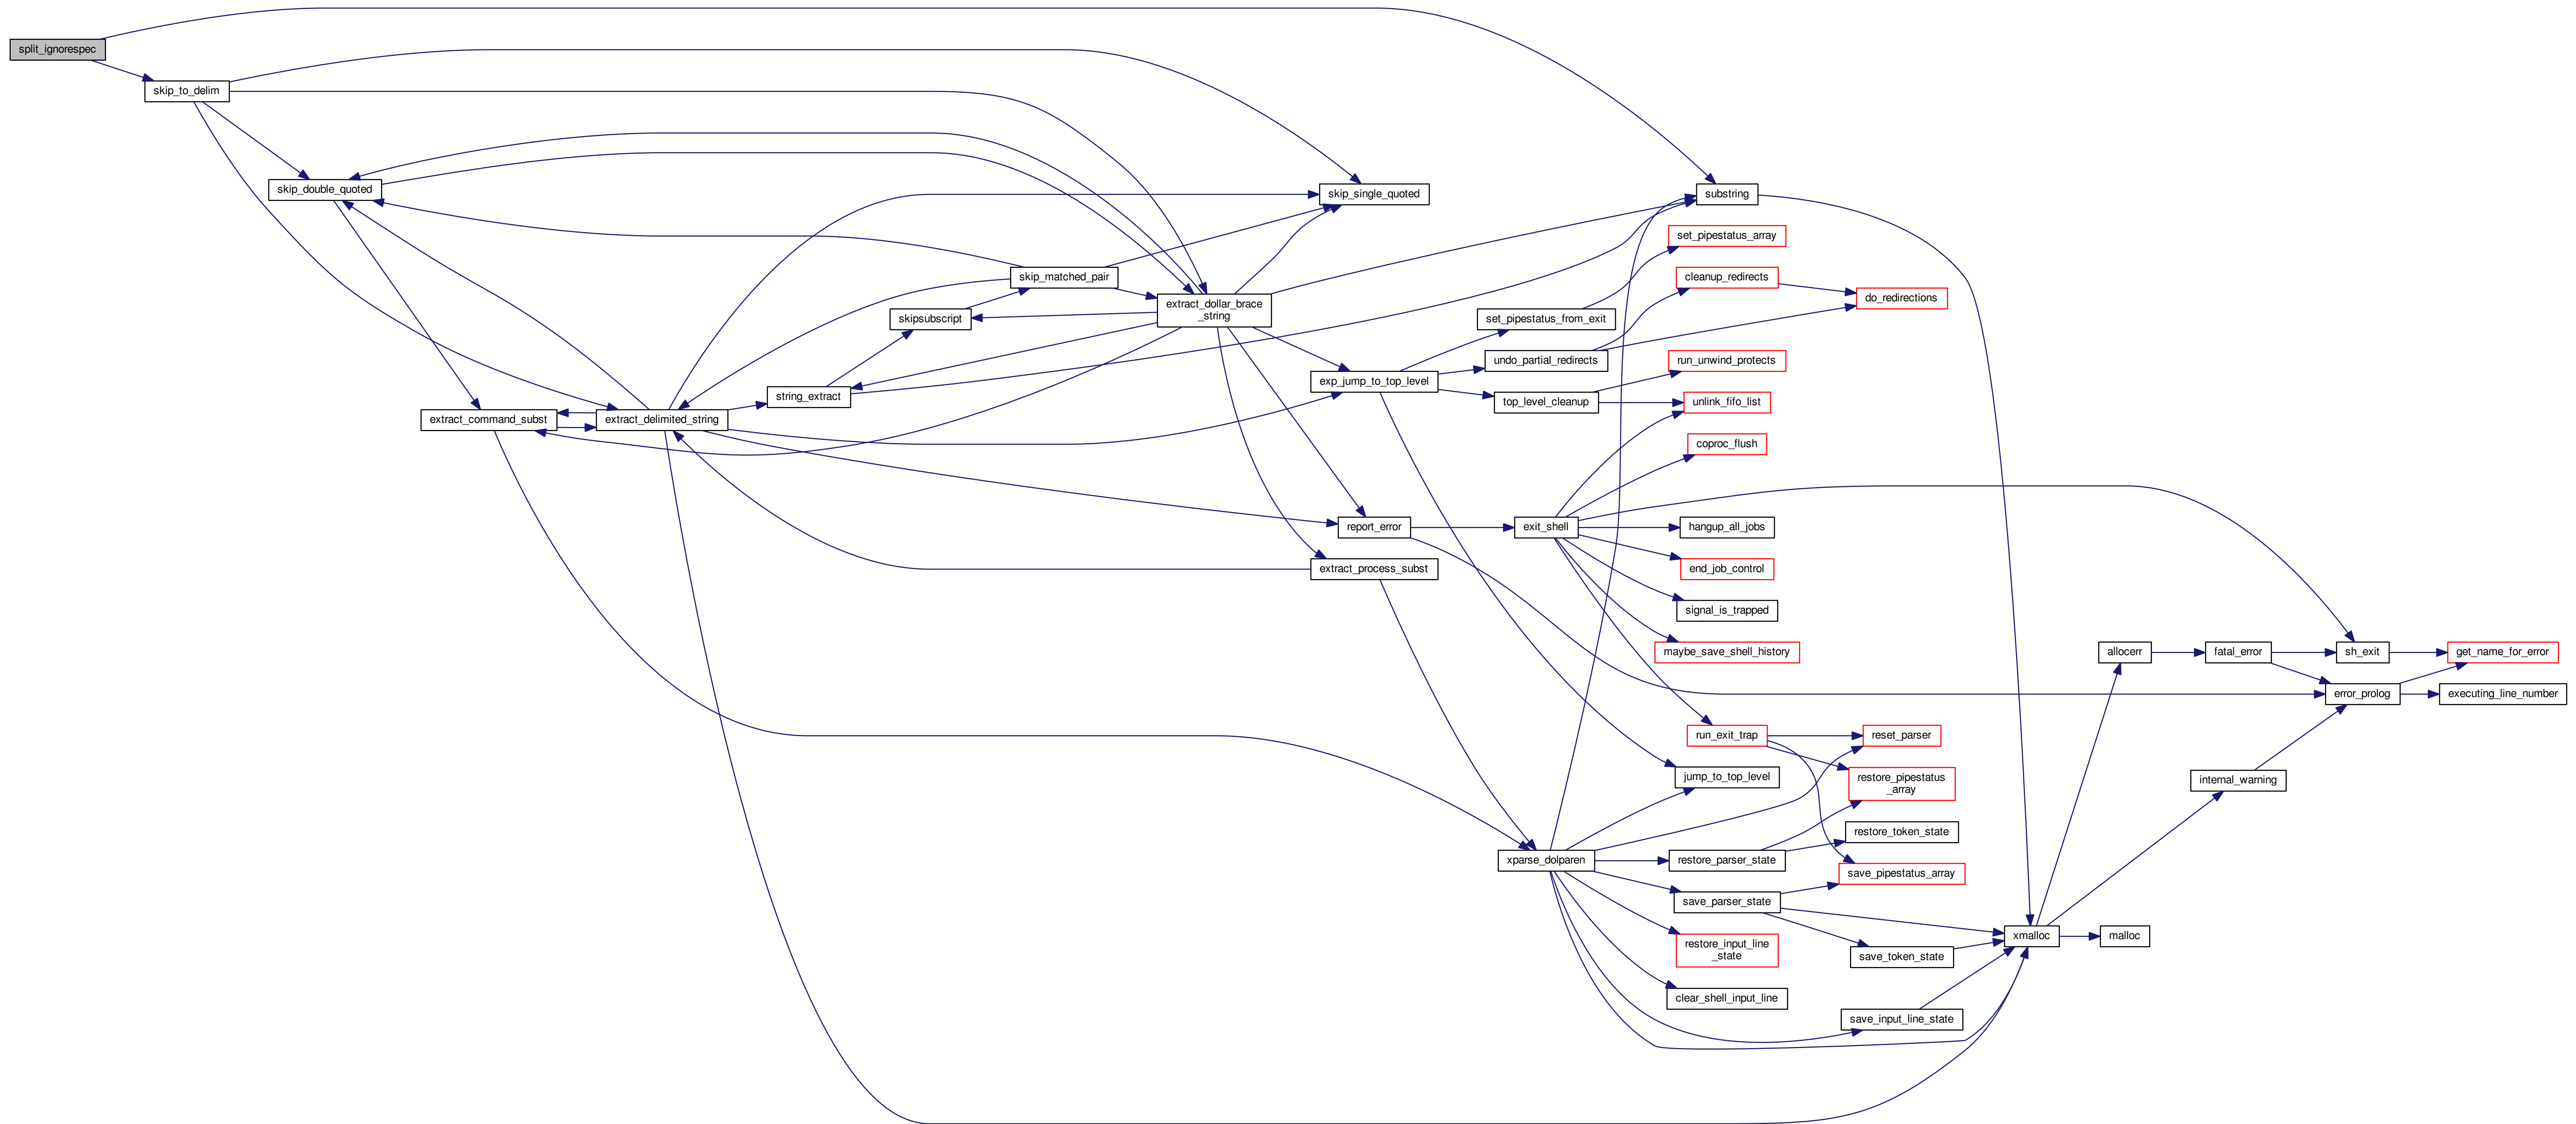 split_ignorespec
skip_to_delim
skip_double_quoted
extract_command_subst
extract_delimited_string
string_extract
skipsubscript
skip_matched_pair
extract_dollar_brace
_string
skip_single_quoted
exp_jump_to_top_level
report_error
extract_process_subst
set_pipestatus_from_exit
undo_partial_redirects
top_level_cleanup
exit_shell
xparse_dolparen
substring
set_pipestatus_array
cleanup_redirects
run_unwind_protects
unlink_fifo_list
coproc_flush
hangup_all_jobs
end_job_control
signal_is_trapped
maybe_save_shell_history
run_exit_trap
jump_to_top_level
restore_parser_state
save_parser_state
restore_input_line
_state
clear_shell_input_line
do_redirections
reset_parser
restore_pipestatus
_array
restore_token_state
save_pipestatus_array
save_token_state
save_input_line_state
xmalloc
allocerr
malloc
fatal_error
internal_warning
sh_exit
error_prolog
get_name_for_error
executing_line_number